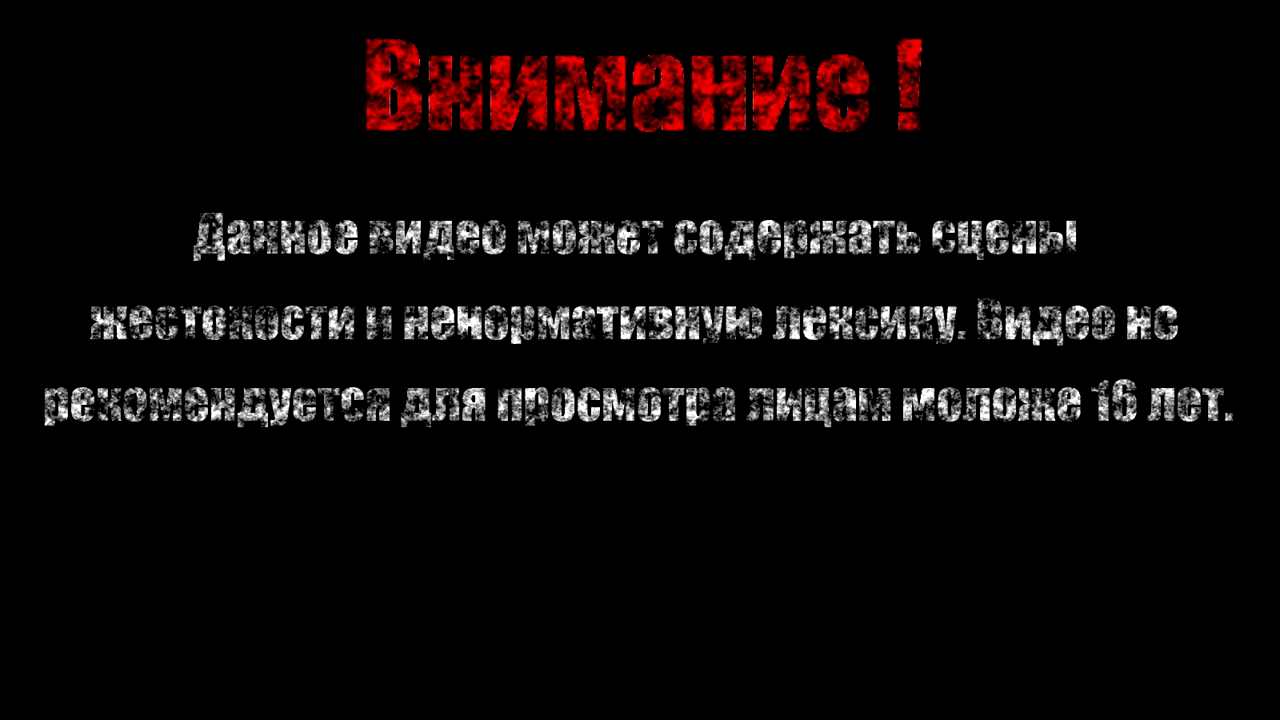 Внимание !
Данное видео может содержать сцены
жестокости и ненормативную лексику. Видео не
рекомендуется для просмотра лицам моложе 16 лет.